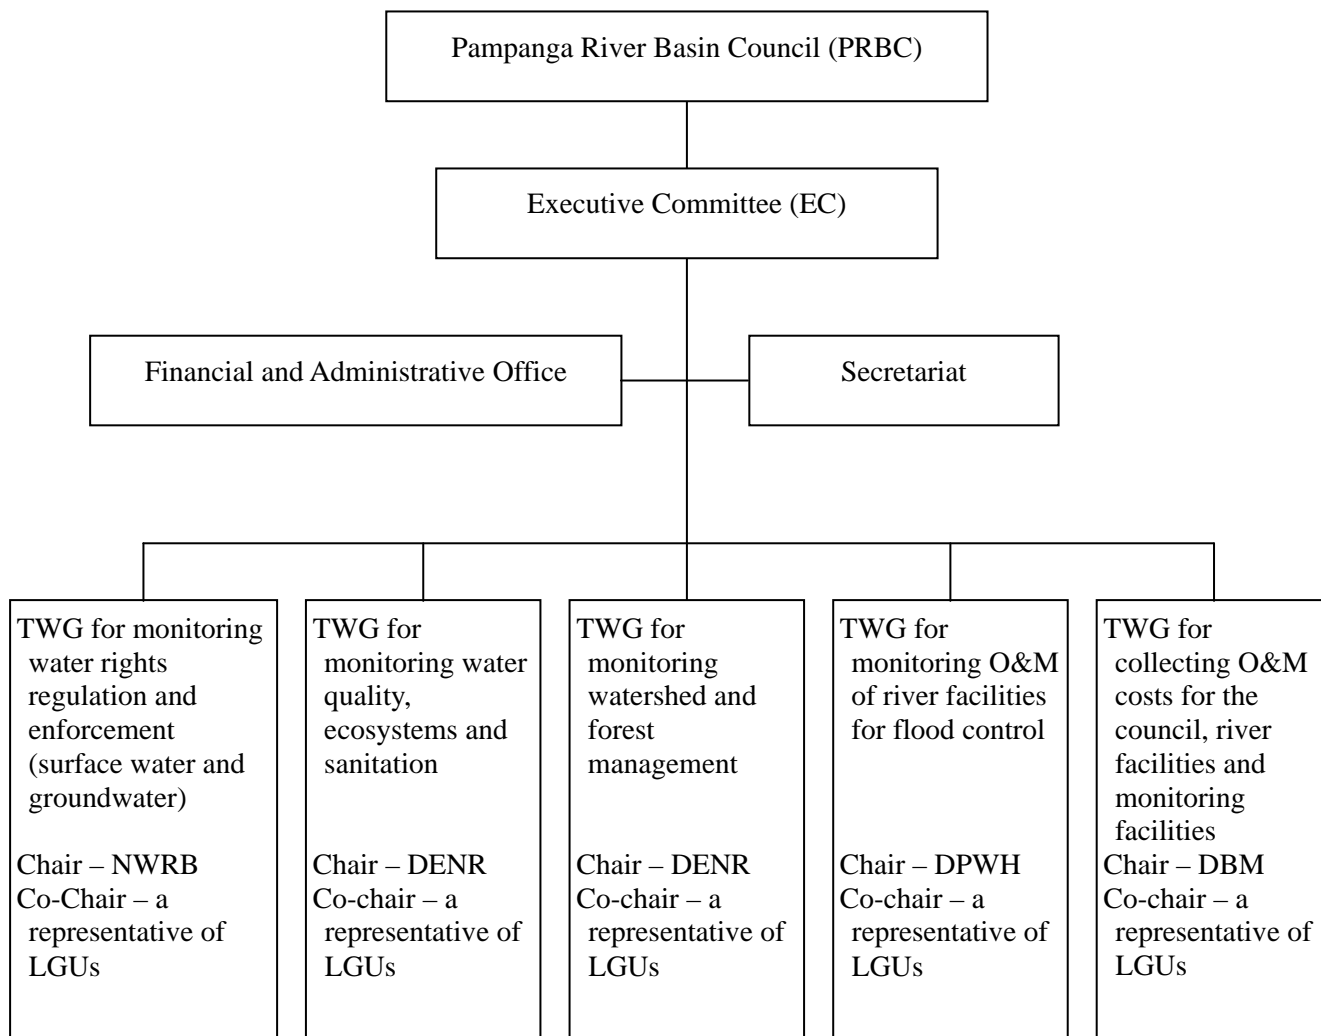 Pampanga River Basin Council (PRBC)
Executive Committee (EC)
Financial and Administrative Office
Secretariat
TWG for monitoring
water rights
regulation and
enforcement
(surface water and
groundwater)
Chair – NWRB
Co-Chair – a
representative of
LGUs
TWG for
monitoring water
quality,
ecosystems and
sanitation
Chair – DENR
Co-chair – a
representative of
LGUs
TWG for
monitoring
watershed and
forest
management
Chair – DENR
Co-chair – a
representative of
LGUs
TWG for
monitoring O&M
of river facilities
for flood control
Chair – DPWH
Co-chair – a
representative of
LGUs
TWG for
collecting O&M
costs for the
council, river
facilities and
monitoring
facilities
Chair – DBM
Co-chair – a
representative of
LGUs